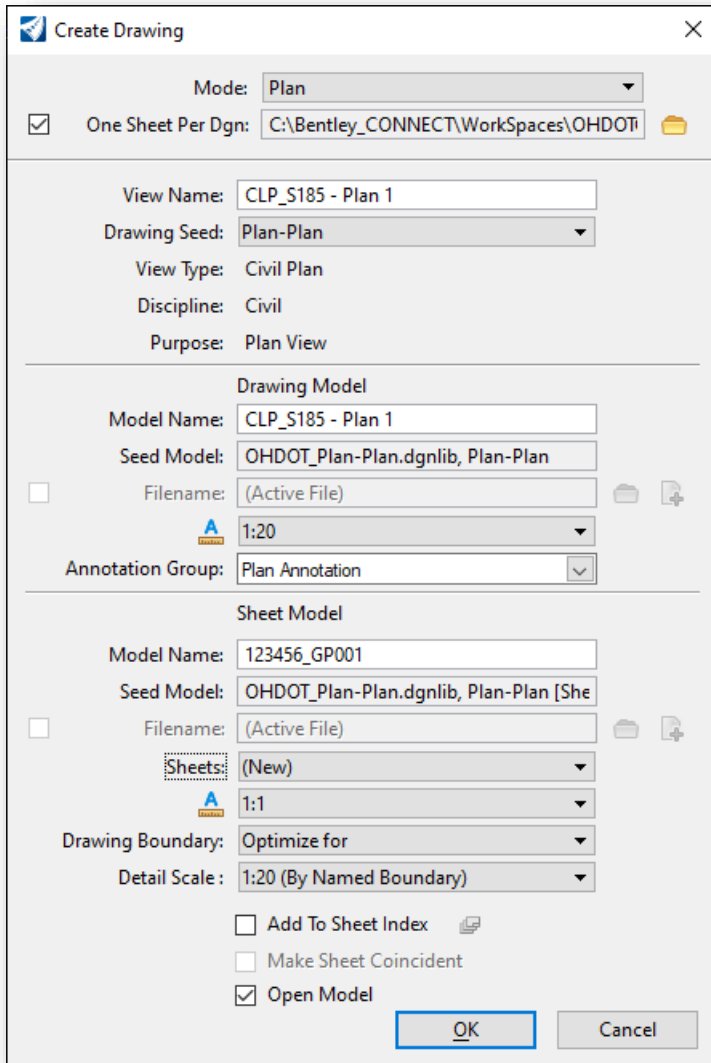 Create Drawing
Mode: Plan
One Sheet Per Dgn: C:\Bentley_CONNECT\WorkSpaces\OHDOT
View Name: CLP_S185 - Plan 1
Drawing Seed: Plan-Plan
View Type: Civil Plan
Discipline: Civil
Purpose: Plan View
Drawing Model
Model Name: CLP_S185 - Plan 1
Seed Model: OHDOT_Plan-Plan.dgnlib, Plan-Plan
Filename: (Active File)
A 1:20
Annotation Group: Plan Annotation
Sheet Model
Model Name: 123456_GP001
Seed Model: OHDOT_Plan-Plan.dgnlib, Plan-Plan [She
Filename: (Active File)
Sheets: (New)
A 1:1
Drawing Boundary: Optimize for
Detail Scale : 1:20 (By Named Boundary)
Add To Sheet Index
Make Sheet Coincident
Open Model
OK Cancel